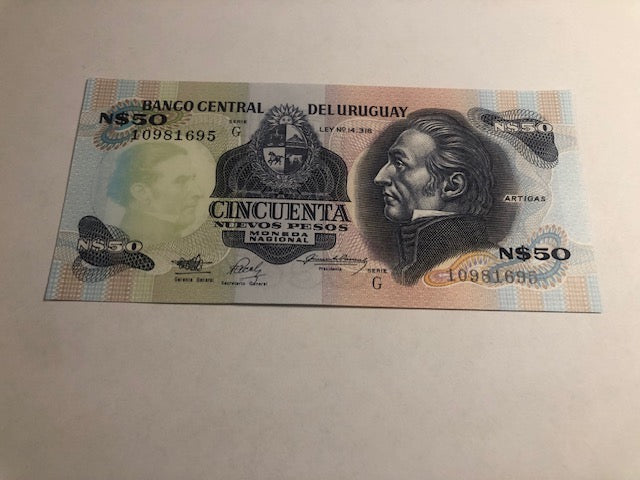 BANCO CENTRAL DEL URUGUAY
N$50
10981695
SERIE
G
LEY No. 14.316
N$50
ARTIGAS
CINCUENTA
NUEVOS PESOS
MONEDA
NACIONAL
N$50
N$50
10981695
SERIE
G
Gerente General
Secretario General
Presidente